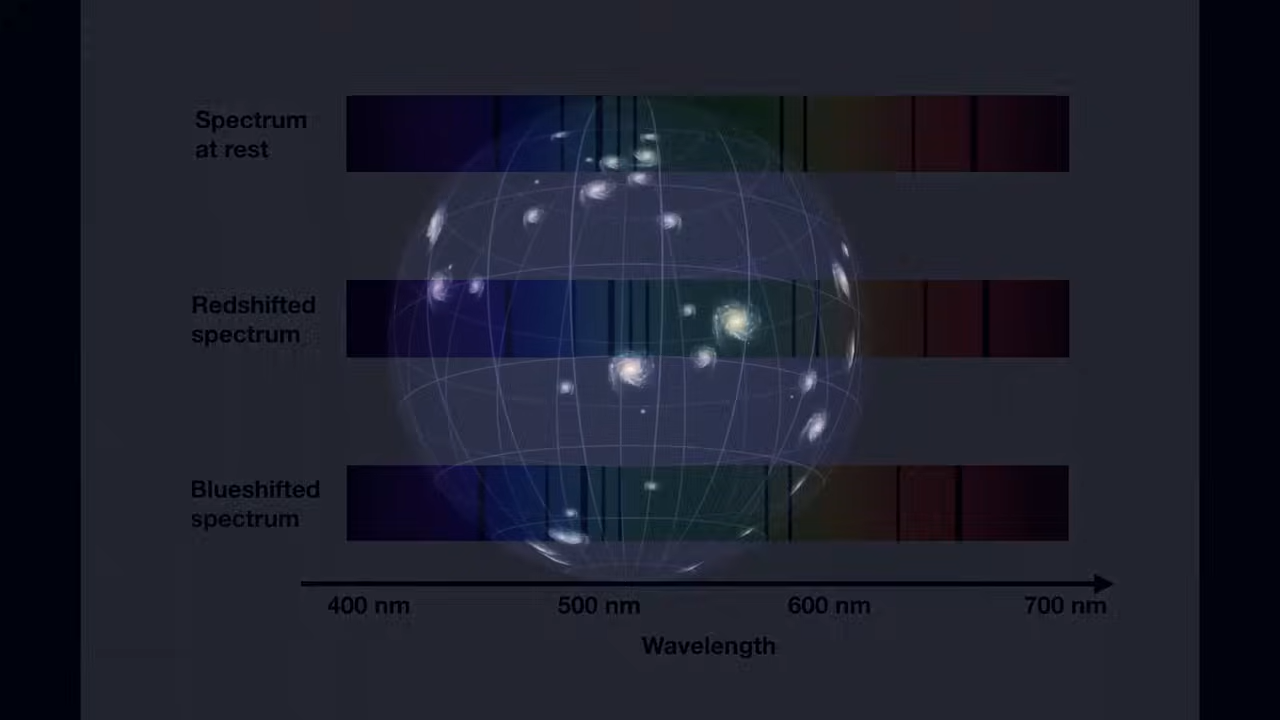 Spectrum
at rest
Redshifted
spectrum
Blueshifted
spectrum
400 nm 500 nm 600 nm 700 nm
Wavelength